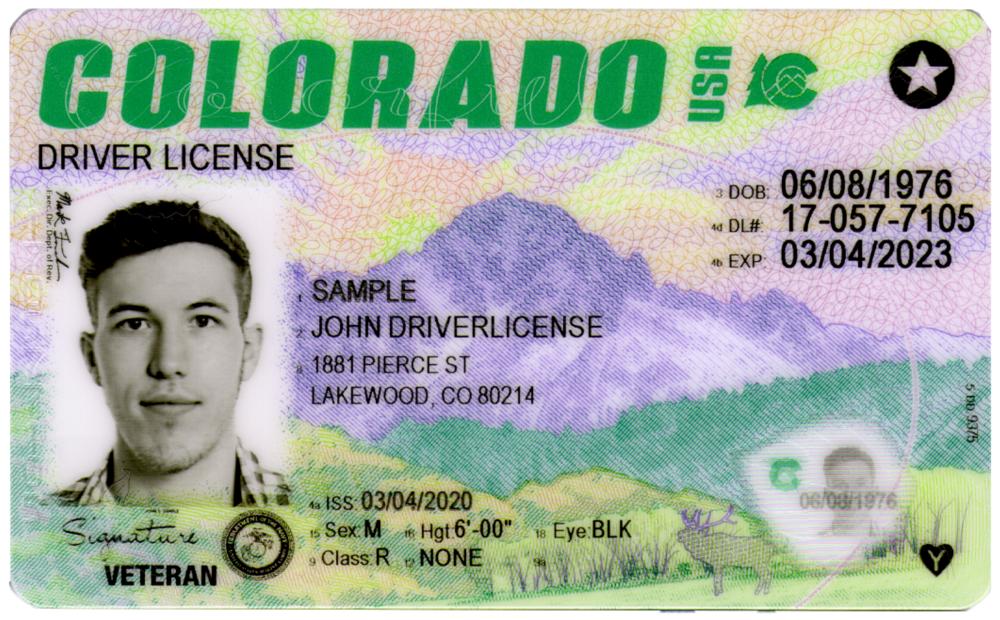 COLORADO USA
DRIVER LICENSE
3 DOB: 06/08/1976
4d DL#: 17-057-7105
4b EXP: 03/04/2023
Exec. Dir. Dept. of Rev.
1 SAMPLE
2 JOHN DRIVERLICENSE
8 1881 PIERCE ST
LAKEWOOD, CO 80214
5 DD 9375
C
06/08/1976
4a ISS: 03/04/2020
15 Sex: M 16 Hgt: 6'-00" 18 Eye: BLK
9 Class: R 12 NONE 9a
Signature
VETERAN
Y